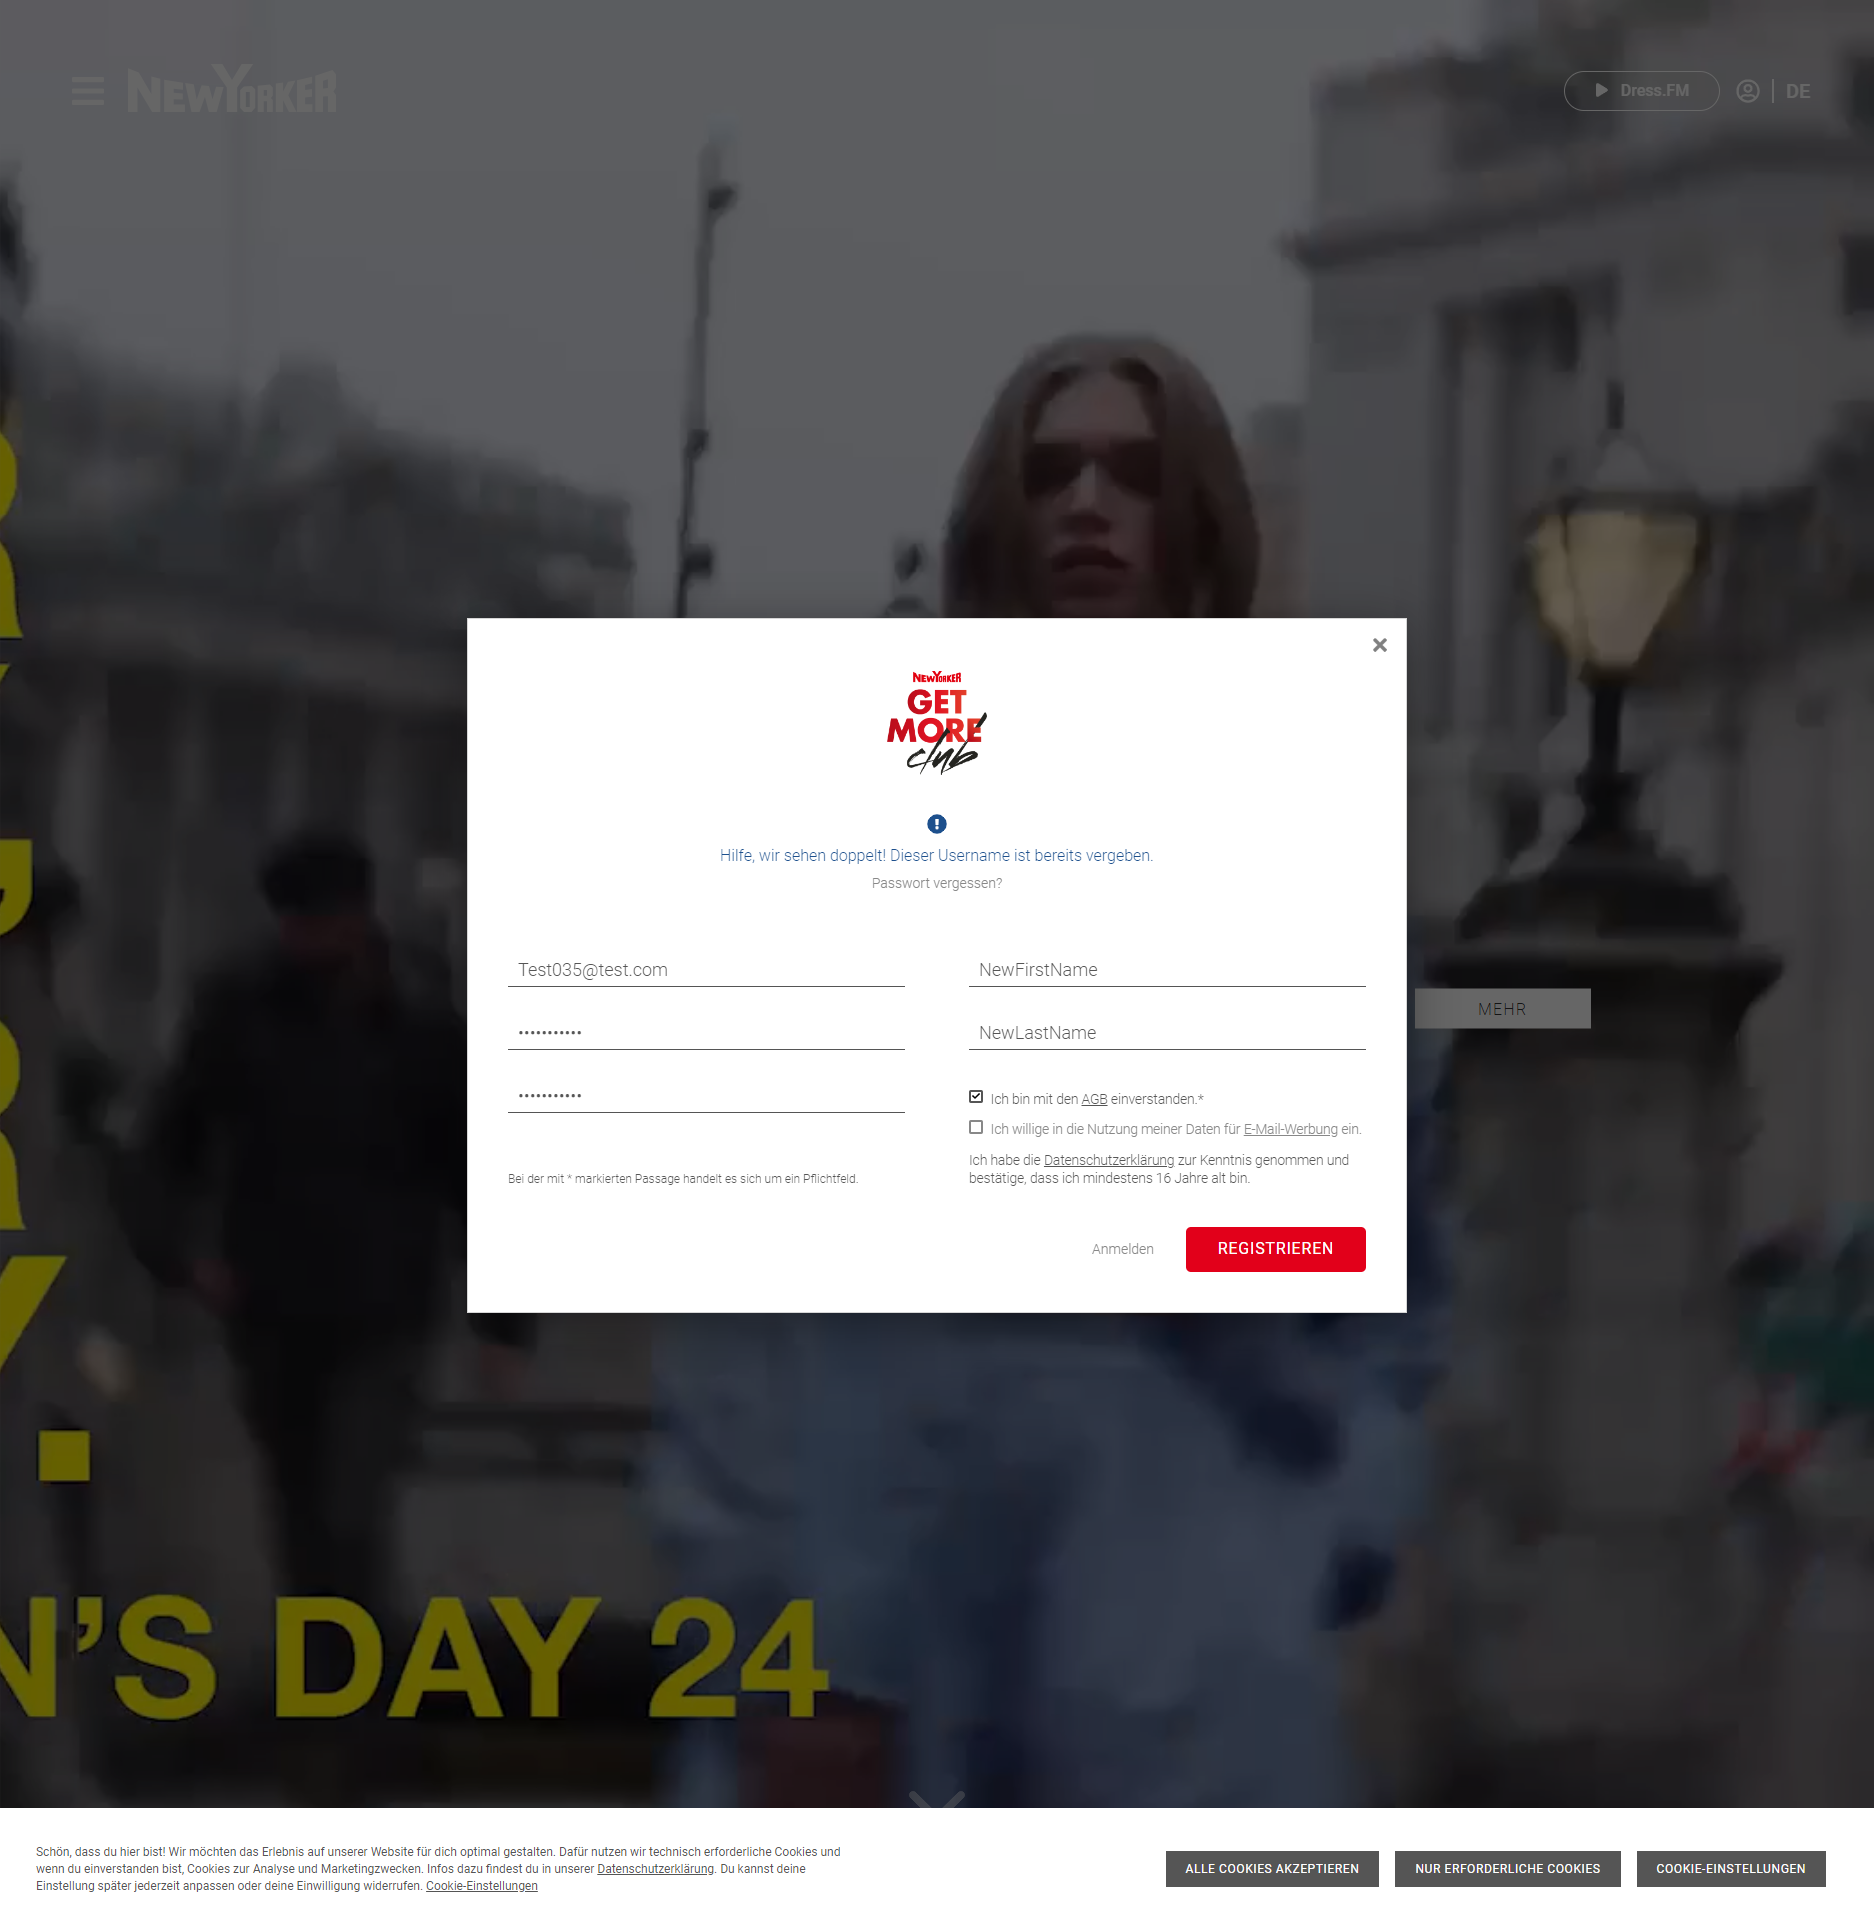 NEWYORKER
Dress.FM
DE
NEWYORKER
GET
MORE
club
Hilfe, wir sehen doppelt! Dieser Username ist bereits vergeben.
Passwort vergessen?
Test035@test.com
NewFirstName
•••••••••••
NewLastName
MEHR
•••••••••••
Ich bin mit den AGB einverstanden.*
Ich willige in die Nutzung meiner Daten für E-Mail-Werbung ein.
Ich habe die Datenschutzerklärung zur Kenntnis genommen und
bestätige, dass ich mindestens 16 Jahre alt bin.
Bei der mit * markierten Passage handelt es sich um ein Pflichtfeld.
Anmelden
REGISTRIEREN
N'S DAY 24
Schön, dass du hier bist! Wir möchten das Erlebnis auf unserer Website für dich optimal gestalten. Dafür nutzen wir technisch erforderliche Cookies und
wenn du einverstanden bist, Cookies zur Analyse und Marketingzwecken. Infos dazu findest du in unserer Datenschutzerklärung. Du kannst deine
Einstellung später jederzeit anpassen oder deine Einwilligung widerrufen. Cookie-Einstellungen
ALLE COOKIES AKZEPTIEREN
NUR ERFORDERLICHE COOKIES
COOKIE-EINSTELLUNGEN